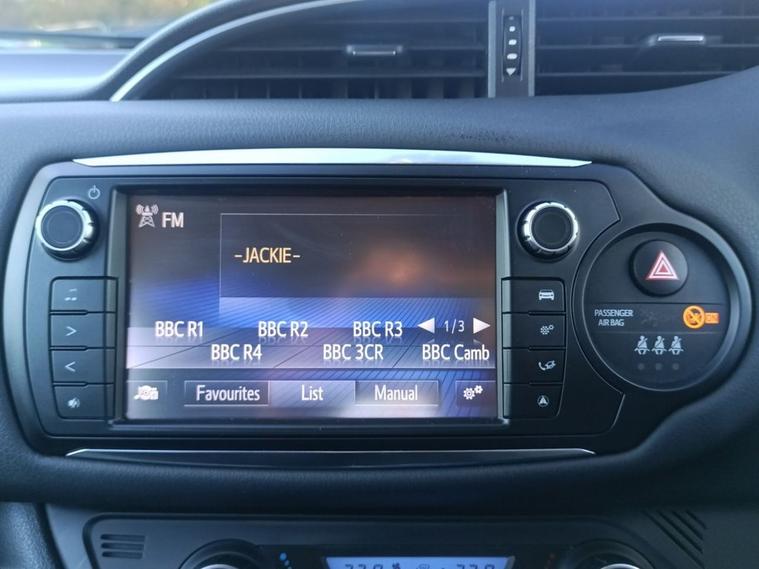 FM
-JACKIE-
BBC R1 BBC R2 BBC R3 1/3
BBC R4 BBC 3CR BBC Camb
Favourites List Manual
PASSENGER
AIR BAG